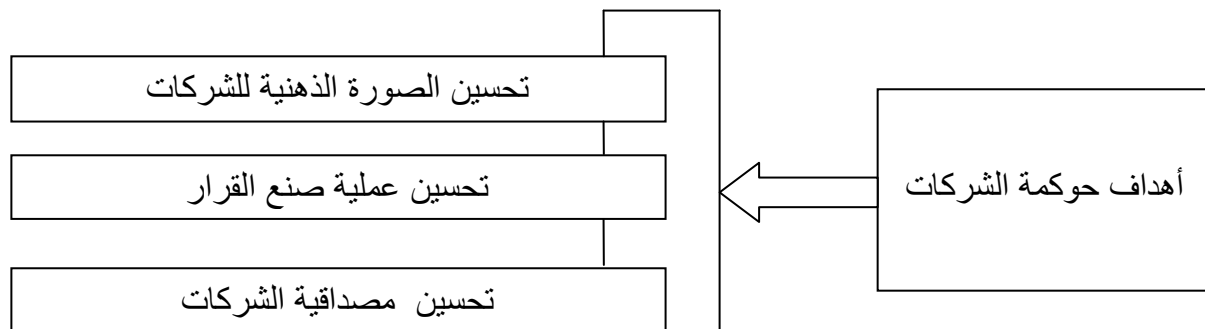 أهداف حوكمة الشركات
تحسين الصورة الذهنية للشركات
تحسين عملية صنع القرار
تحسين مصداقية الشركات